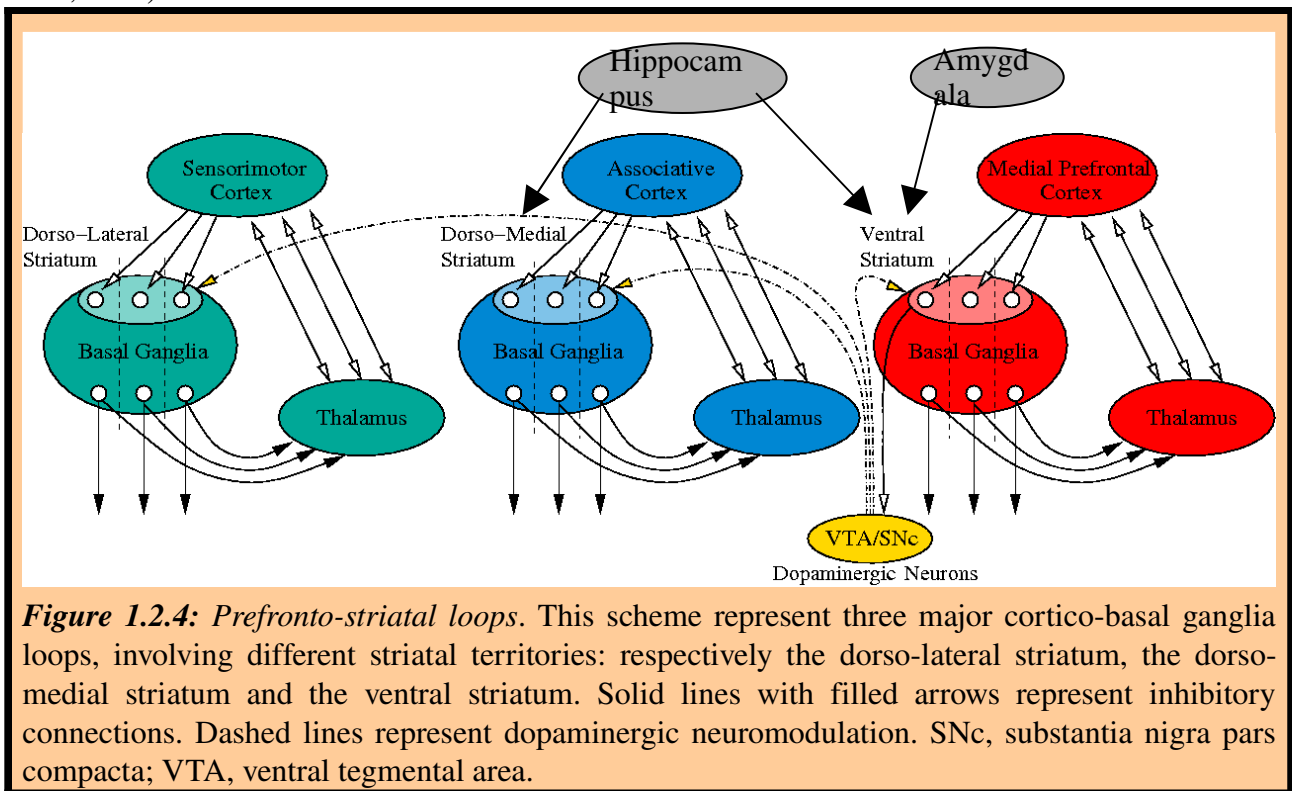 Hippocam
pus
Amygd
ala
Sensorimotor
Cortex
Associative
Cortex
Medial Prefrontal
Cortex
Dorso-Lateral
Striatum
Dorso-Medial
Striatum
Ventral
Striatum
Basal Ganglia
Basal Ganglia
Basal Ganglia
Thalamus
Thalamus
Thalamus
VTA/SNc
Dopaminergic Neurons
Figure 1.2.4: Prefronto-striatal loops. This scheme represent three major cortico-basal ganglia
loops, involving different striatal territories: respectively the dorso-lateral striatum, the dorso-
medial striatum and the ventral striatum. Solid lines with filled arrows represent inhibitory
connections. Dashed lines represent dopaminergic neuromodulation. SNc, substantia nigra pars
compacta; VTA, ventral tegmental area.